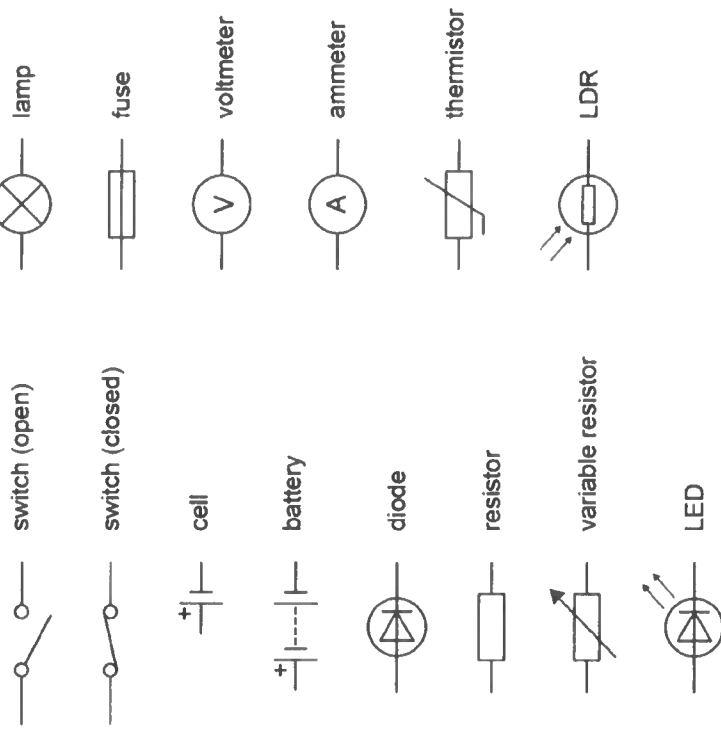 switch (open)
switch (closed)
cell
+
battery
+
diode
resistor
variable resistor
LED
lamp
fuse
voltmeter
V
ammeter
A
thermistor
LDR